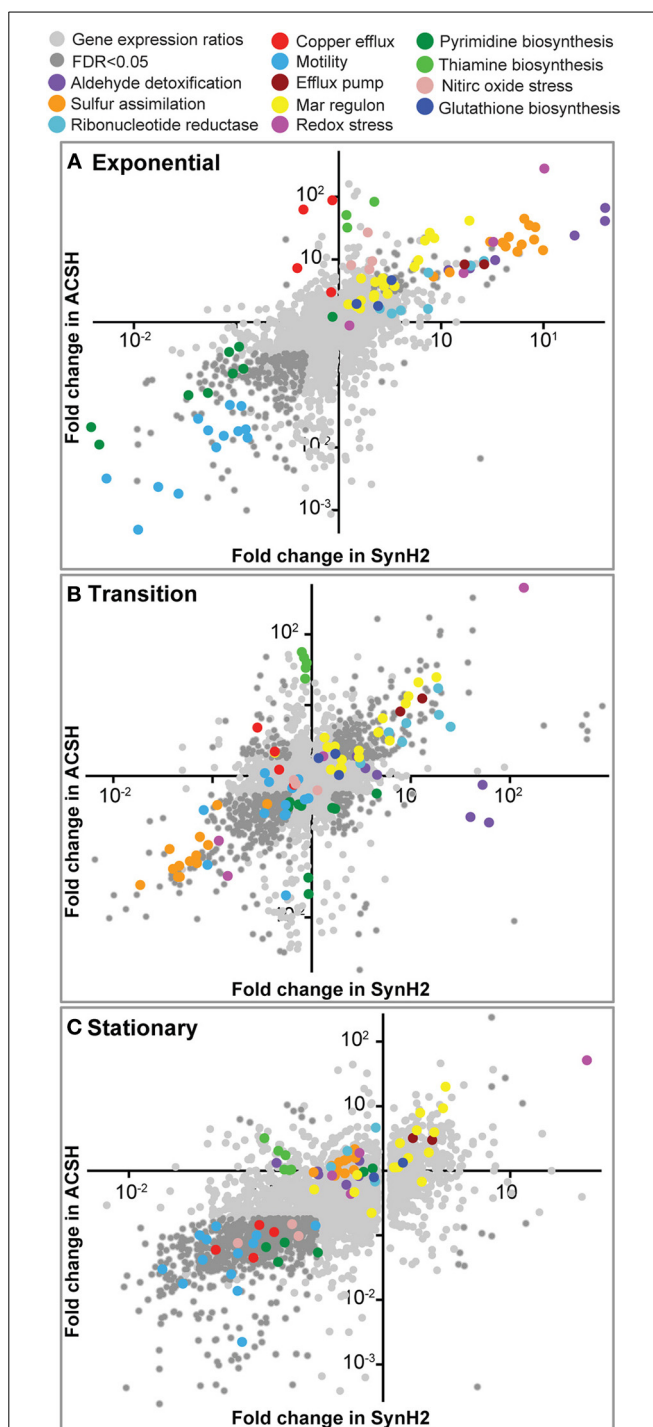 Gene expression ratios
FDR<0.05
Aldehyde detoxification
Sulfur assimilation
Ribonucleotide reductase
Copper efflux
Motility
Efflux pump
Mar regulon
Redox stress
Pyrimidine biosynthesis
Thiamine biosynthesis
Nitirc oxide stress
Glutathione biosynthesis
A Exponential
Fold change in ACSH
10²
10
10⁻²
10
10¹
10⁻²
10⁻³
Fold change in SynH2
B Transition
Fold change in ACSH
10²
10⁻²
10
10²
Fold change in SynH2
C Stationary
Fold change in ACSH
10²
10
10⁻²
10
10⁻²
10⁻³
Fold change in SynH2